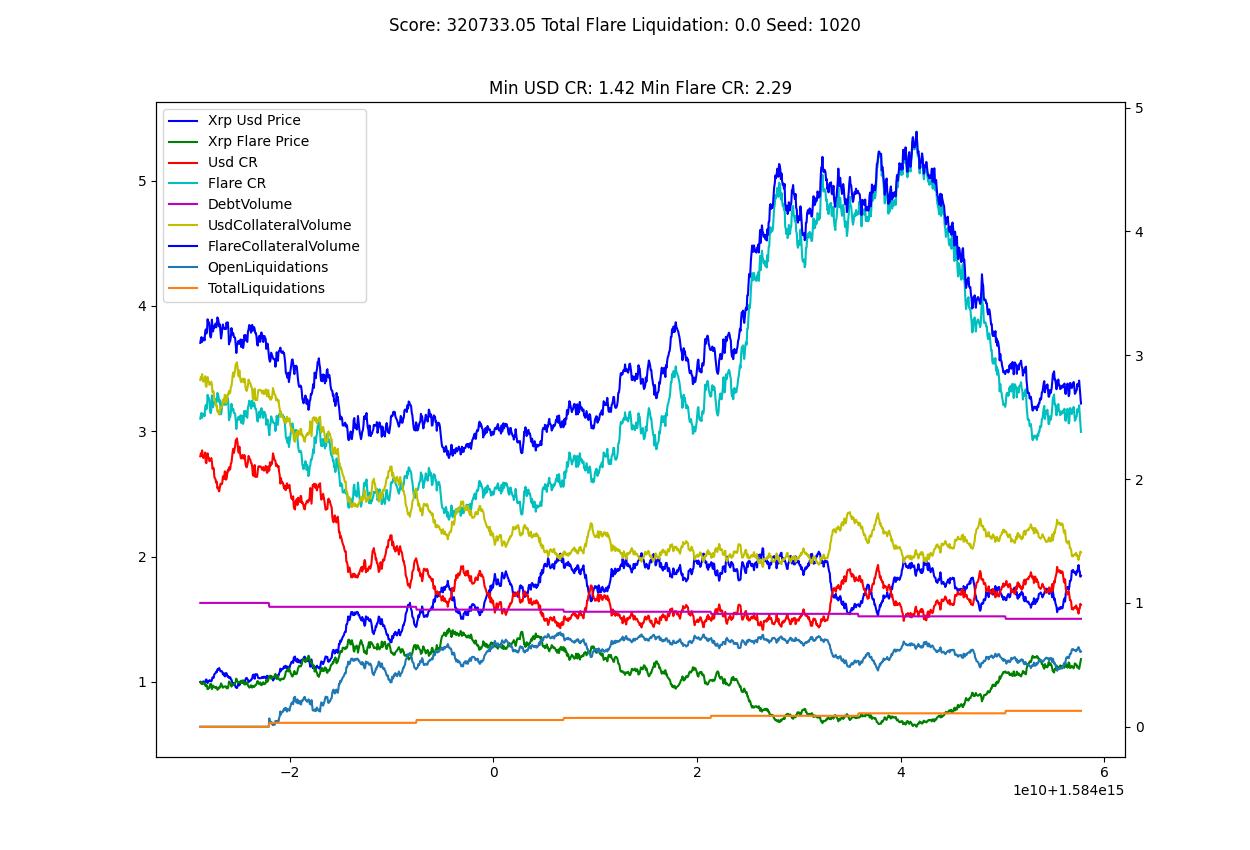 Score: 320733.05 Total Flare Liquidation: 0.0 Seed: 1020
Min USD CR: 1.42 Min Flare CR: 2.29
Xrp Usd Price
Xrp Flare Price
Usd CR
Flare CR
DebtVolume
UsdCollateralVolume
FlareCollateralVolume
OpenLiquidations
TotalLiquidations
5
4
3
2
1
5
4
3
2
1
0
−2
0
2
4
6
1e10+1.584e15